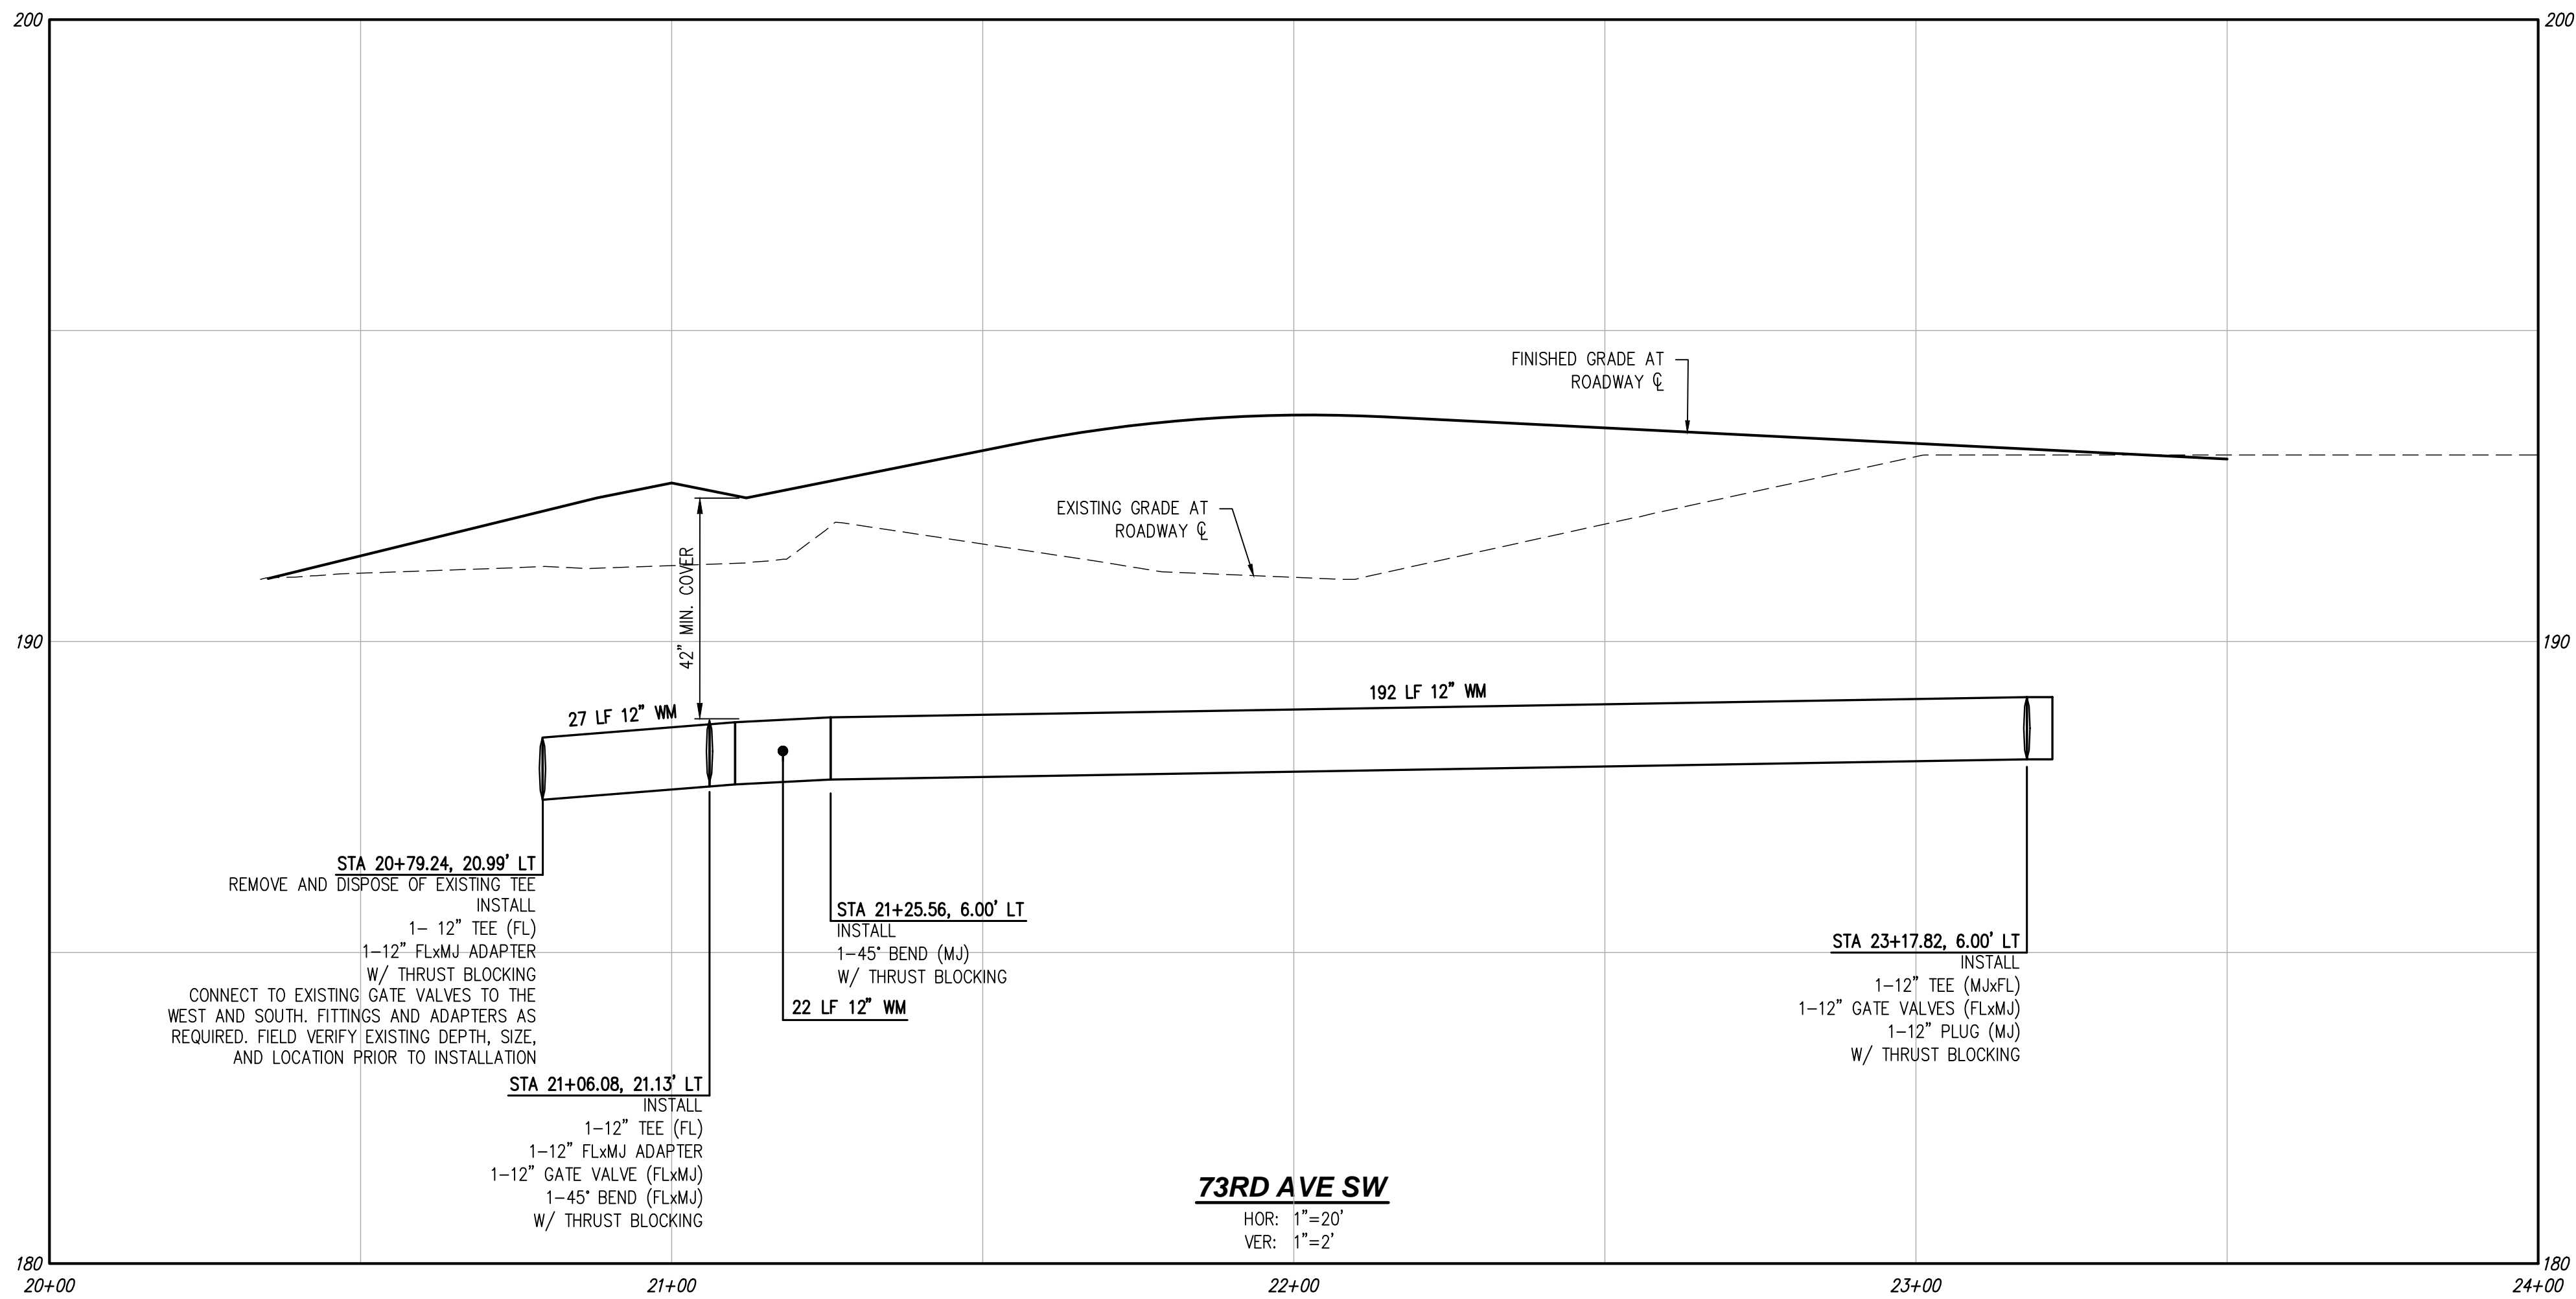 200
200
FINISHED GRADE AT
ROADWAY ℄
EXISTING GRADE AT
ROADWAY ℄
42" MIN. COVER
190
190
27 LF 12" WM
192 LF 12" WM
STA 20+79.24, 20.99' LT
REMOVE AND DISPOSE OF EXISTING TEE
INSTALL
1- 12" TEE (FL)
1-12" FLxMJ ADAPTER
W/ THRUST BLOCKING
CONNECT TO EXISTING GATE VALVES TO THE
WEST AND SOUTH. FITTINGS AND ADAPTERS AS
REQUIRED. FIELD VERIFY EXISTING DEPTH, SIZE,
AND LOCATION PRIOR TO INSTALLATION
STA 21+25.56, 6.00' LT
INSTALL
1-45° BEND (MJ)
W/ THRUST BLOCKING
22 LF 12" WM
STA 23+17.82, 6.00' LT
INSTALL
1-12" TEE (MJxFL)
1-12" GATE VALVES (FLxMJ)
1-12" PLUG (MJ)
W/ THRUST BLOCKING
STA 21+06.08, 21.13' LT
INSTALL
1-12" TEE (FL)
1-12" FLxMJ ADAPTER
1-12" GATE VALVE (FLxMJ)
1-45° BEND (FLxMJ)
W/ THRUST BLOCKING
73RD AVE SW
HOR: 1"=20'
VER: 1"=2'
180
180
20+00
21+00
22+00
23+00
24+00